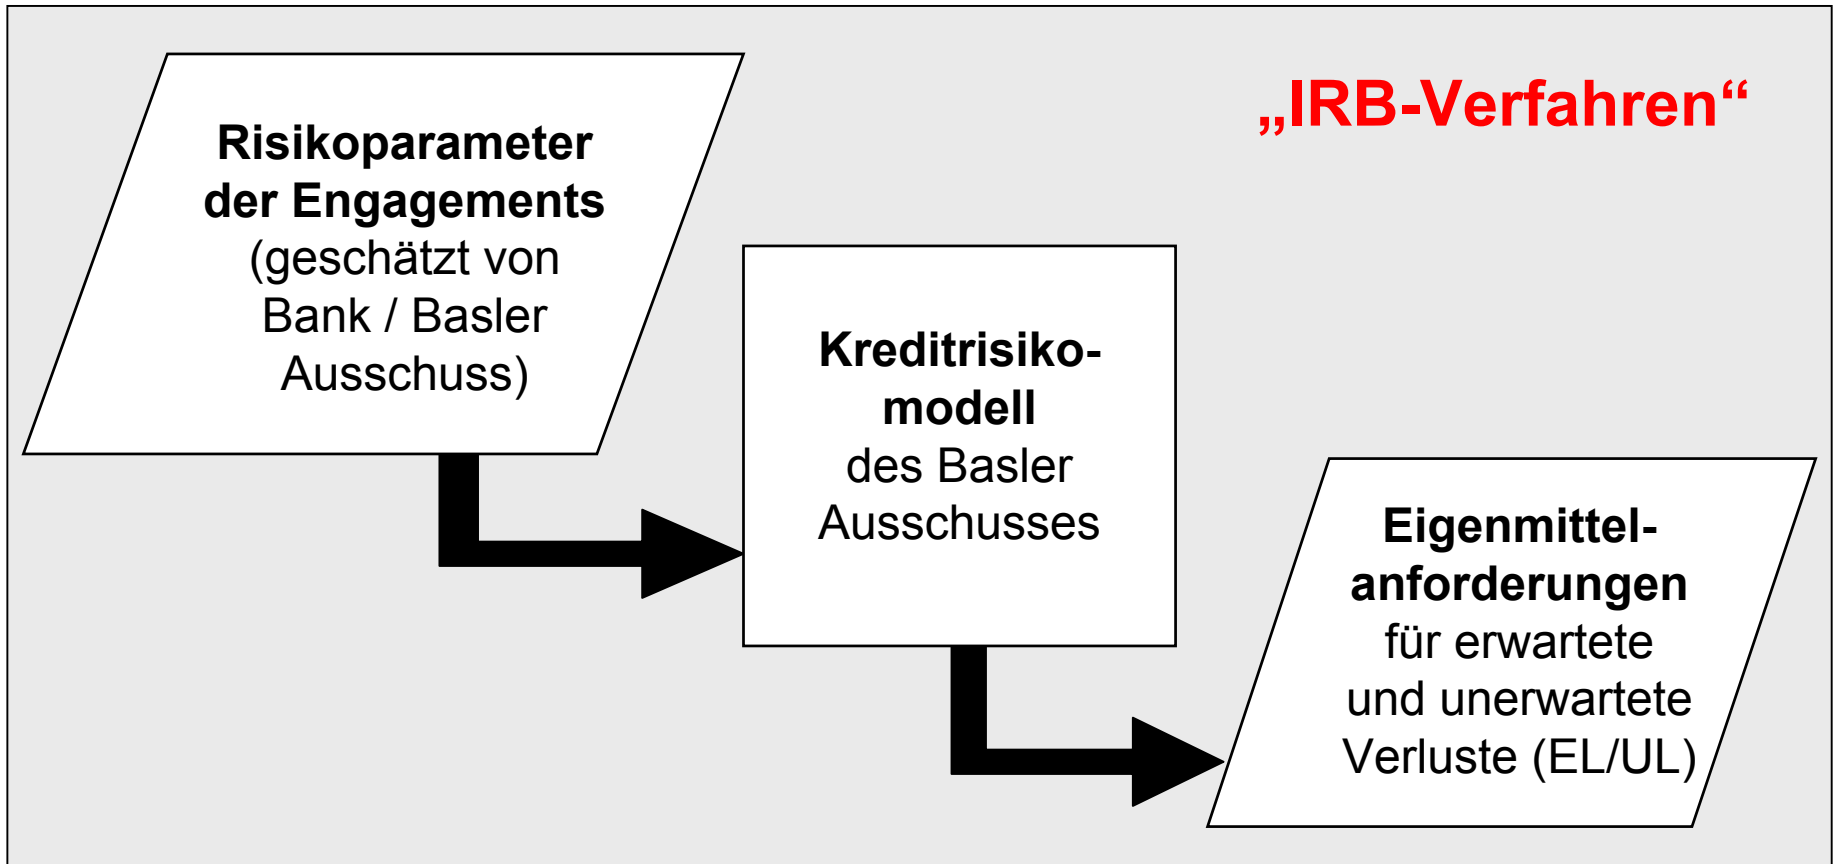 „IRB-Verfahren“
Risikoparameter
der Engagements
(geschätzt von
Bank / Basler
Ausschuss)
Kreditrisiko-
modell
des Basler
Ausschusses
Eigenmittel-
anforderungen
für erwartete
und unerwartete
Verluste (EL/UL)